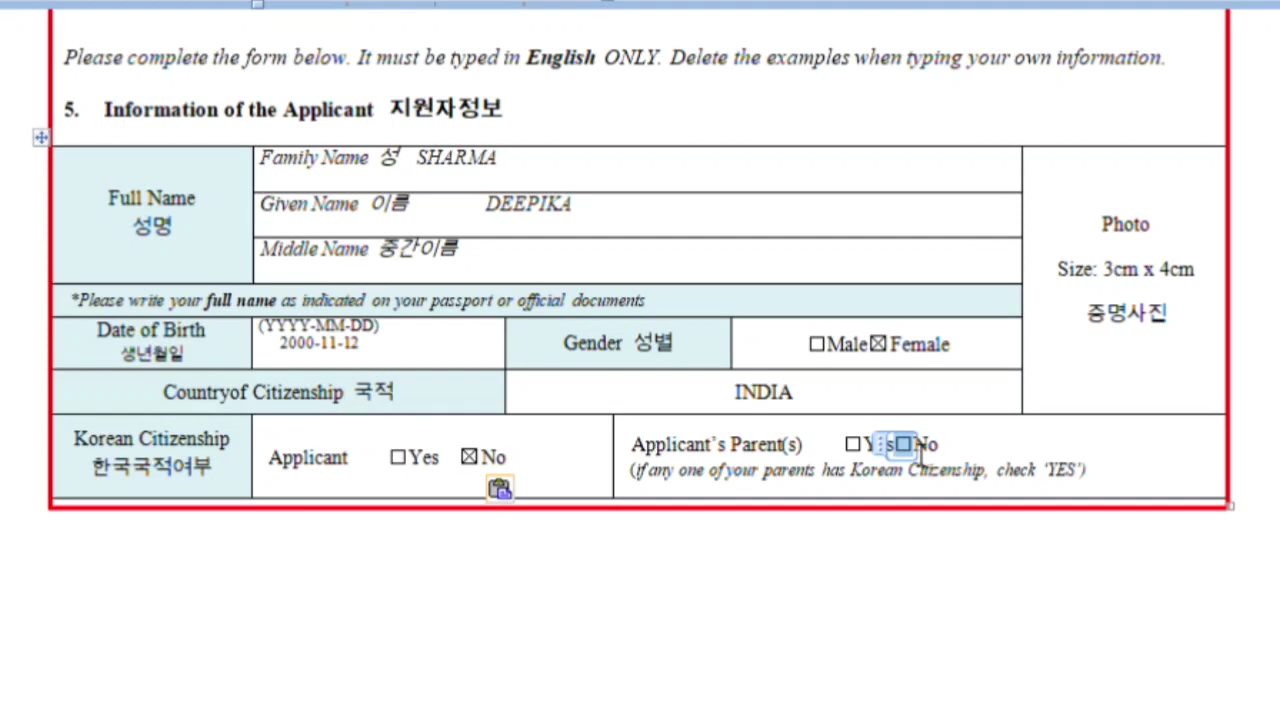 Please complete the form below. It must be typed in English ONLY. Delete the examples when typing your own information.
5. Information of the Applicant 지원자정보
Full Name
성명
Family Name 성 SHARMA
Given Name 이름 DEEPIKA
Middle Name 중간이름
Photo
Size: 3cm x 4cm
증명사진
*Please write your full name as indicated on your passport or official documents
Date of Birth
생년월일
(YYYY-MM-DD)
2000-11-12
Gender 성별
☐Male☒Female
Countryof Citizenship 국적
INDIA
Korean Citizenship
한국국적여부
Applicant ☐Yes ☒No
Applicant's Parent(s) ☐Yes☐No
(if any one of your parents has Korean Citizenship, check 'YES')